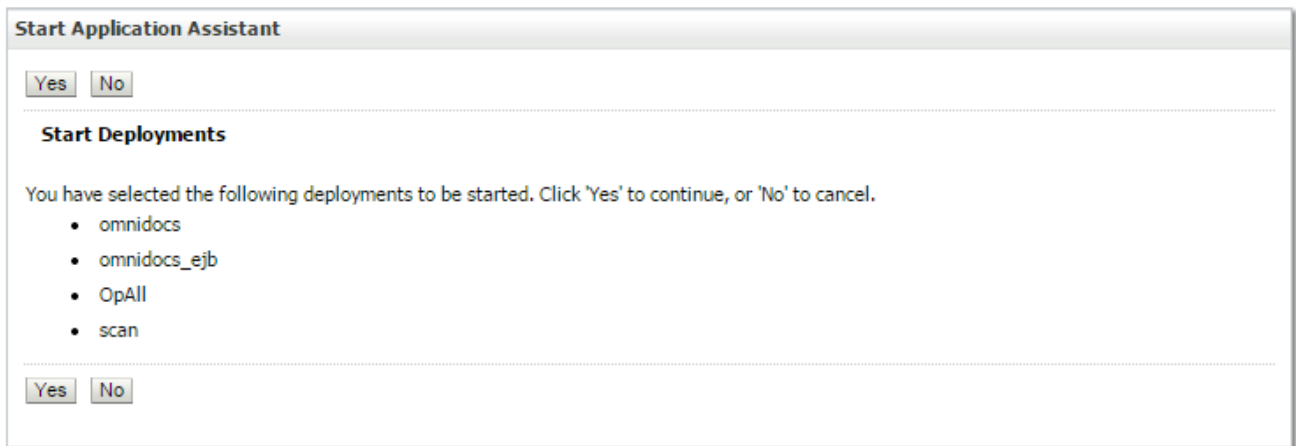 Start Application Assistant
Yes No
Start Deployments
You have selected the following deployments to be started. Click 'Yes' to continue, or 'No' to cancel.
• omnidocs
• omnidocs_ejb
• OpAll
• scan
Yes No